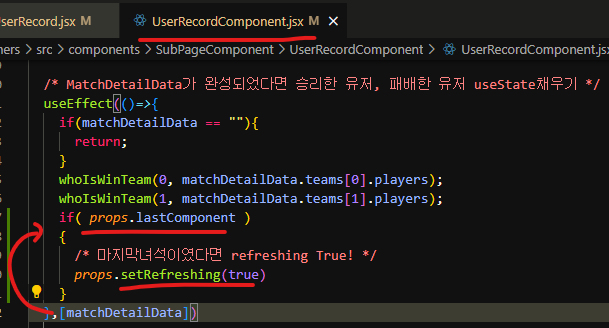 UserRecord.jsx M
UserRecordComponent.jsx M ×
ners > src > components > SubPageComponent > UserRecordComponent > UserRecordComponent.jsx
/* MatchDetailData가 완성되었다면 승리한 유저, 패배한 유저 useState채우기 */
useEffect(()=>{
if(matchDetailData == ""){
return;
}
whoIsWinTeam(0, matchDetailData.teams[0].players);
whoIsWinTeam(1, matchDetailData.teams[1].players);
if( props.lastComponent )
{
/* 마지막녀석이였다면 refreshing True! */
props.setRefreshing(true)
}
},[matchDetailData])